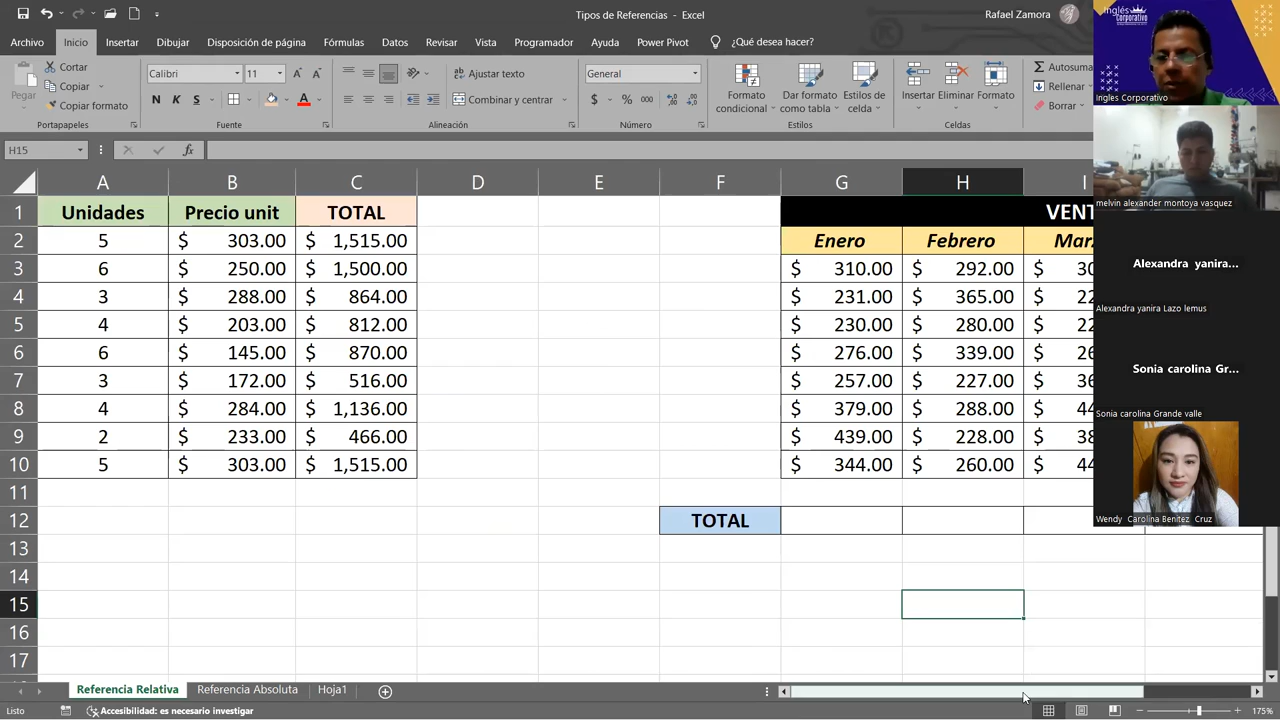 Tipos de Referencias - Excel
Rafael Zamora
Archivo Inicio Insertar Dibujar Disposición de página Fórmulas Datos Revisar Vista Programador Ayuda Power Pivot ¿Qué desea hacer?
Pegar
Cortar
Copiar
Copiar formato
Portapapeles
Calibri 11
N K S
Fuente
Ajustar texto
Combinar y centrar
Alineación
General
$ % 000
Número
Formato condicional
Dar formato como tabla
Estilos de celda
Estilos
Insertar Eliminar Formato
Celdas
Autosuma
Rellenar
Borrar
H15
fx
A B C D E F G H I
1 Unidades Precio unit TOTAL VENT
2 5 $ 303.00 $ 1,515.00 Enero Febrero Mar
3 6 $ 250.00 $ 1,500.00 $ 310.00 $ 292.00 $ 30
4 3 $ 288.00 $ 864.00 $ 231.00 $ 365.00 $ 22
5 4 $ 203.00 $ 812.00 $ 230.00 $ 280.00 $ 22
6 6 $ 145.00 $ 870.00 $ 276.00 $ 339.00 $ 26
7 3 $ 172.00 $ 516.00 $ 257.00 $ 227.00 $ 36
8 4 $ 284.00 $ 1,136.00 $ 379.00 $ 288.00 $ 44
9 2 $ 233.00 $ 466.00 $ 439.00 $ 228.00 $ 38
10 5 $ 303.00 $ 1,515.00 $ 344.00 $ 260.00 $ 44
11
12 TOTAL
13
14
15
16
17
Referencia Relativa Referencia Absoluta Hoja1
Listo Accesibilidad: es necesario investigar 175%
Inglés
Corporativo
Ingles Corporativo
melvin alexander montoya vasquez
Alexandra yanira...
Alexandra yanira Lazo lemus
Sonia carolina Gr...
Sonia carolina Grande valle
Wendy Carolina Benitez Cruz